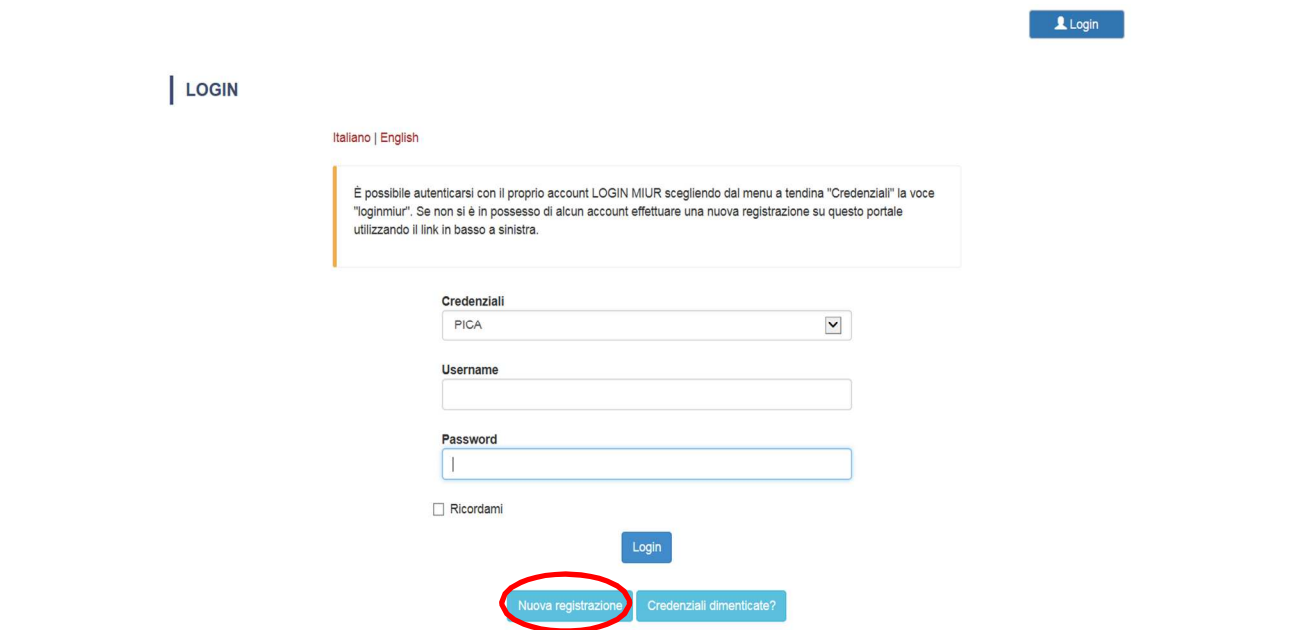 Login
LOGIN
Italiano | English
È possibile autenticarsi con il proprio account LOGIN MIUR scegliendo dal menu a tendina "Credenziali" la voce
"loginmiur". Se non si è in possesso di alcun account effettuare una nuova registrazione su questo portale
utilizzando il link in basso a sinistra.
Credenziali
PICA
Username
Password
Ricordami
Login
Nuova registrazione Credenziali dimenticate?